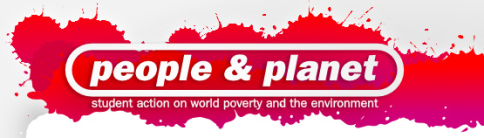 people & planet
student action on world poverty and the environment